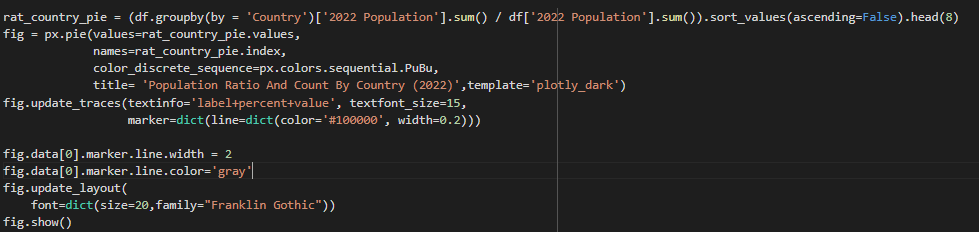 rat_country_pie = (df.groupby(by = 'Country')['2022 Population'].sum() / df['2022 Population'].sum()).sort_values(ascending=False).head(8)
fig = px.pie(values=rat_country_pie.values,
             names=rat_country_pie.index,
             color_discrete_sequence=px.colors.sequential.PuBu,
             title= 'Population Ratio And Count By Country (2022)',template='plotly_dark')
fig.update_traces(textinfo='label+percent+value', textfont_size=15,
                  marker=dict(line=dict(color='#100000', width=0.2)))

fig.data[0].marker.line.width = 2
fig.data[0].marker.line.color='gray'
fig.update_layout(
    font=dict(size=20,family="Franklin Gothic"))
fig.show()